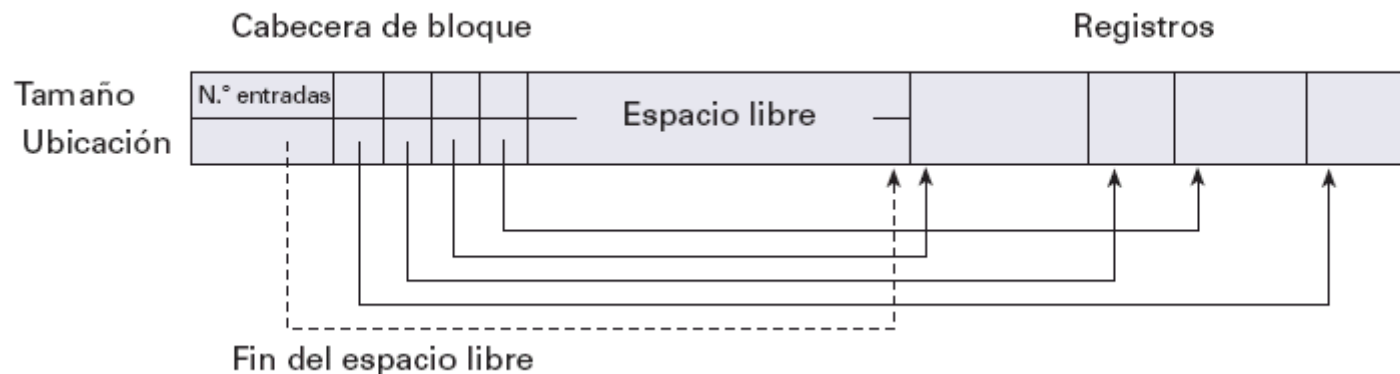 Cabecera de bloque
Registros
Tamaño
N.° entradas
Espacio libre
Ubicación
Fin del espacio libre